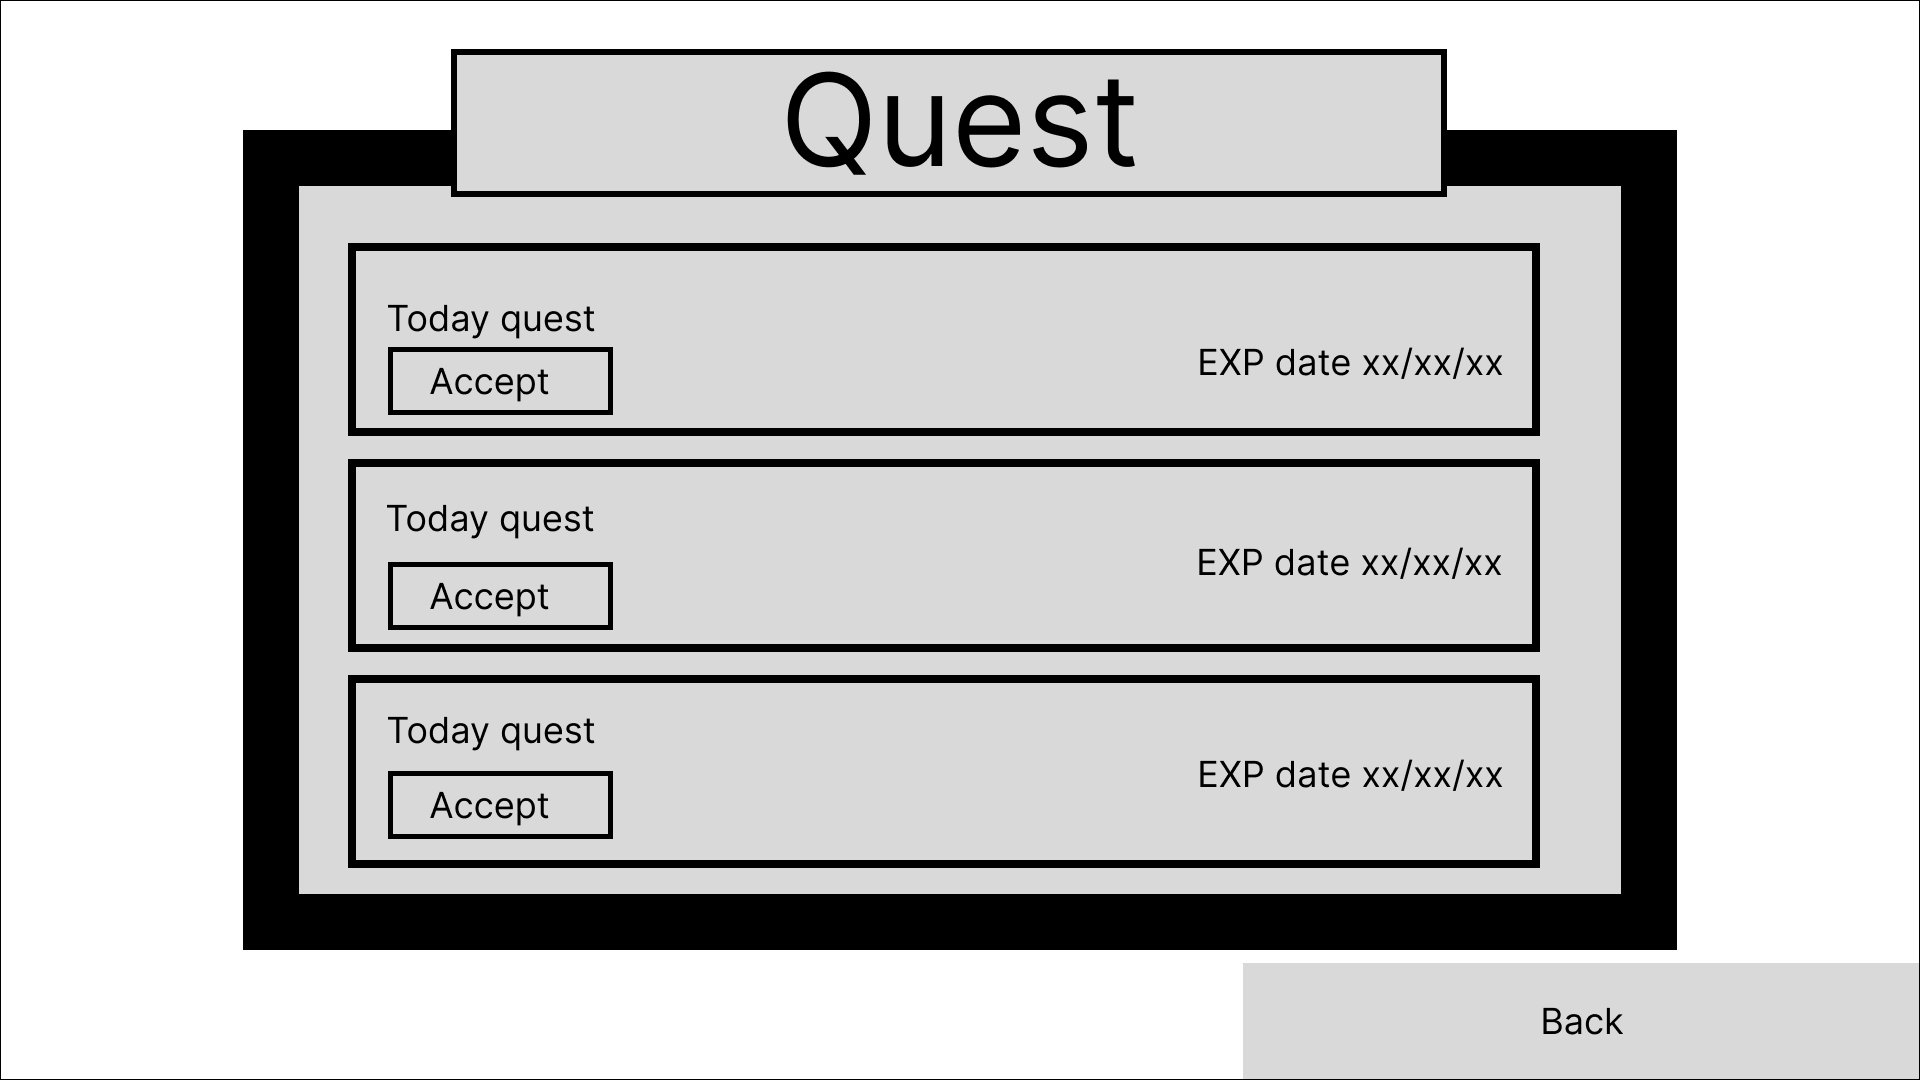 Quest
Today quest
Accept
EXP date xx/xx/xx
Today quest
EXP date xx/xx/xx
Accept
Today quest
EXP date xx/xx/xx
Accept
Back